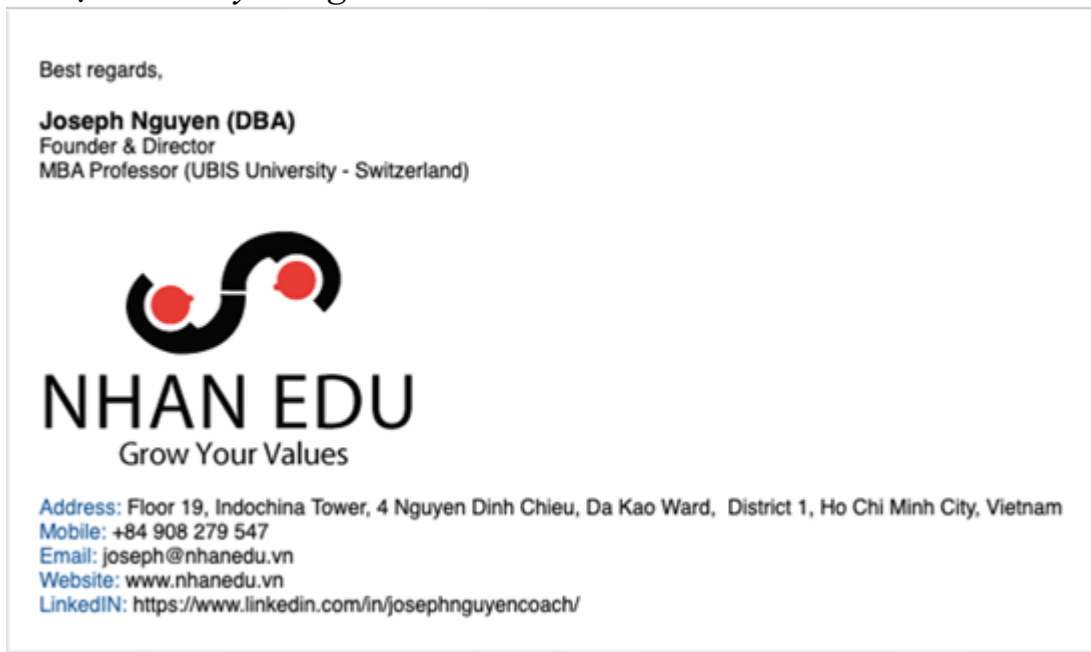 Best regards,
Joseph Nguyen (DBA)
Founder & Director
MBA Professor (UBIS University - Switzerland)
NHAN EDU
Grow Your Values
Address: Floor 19, Indochina Tower, 4 Nguyen Dinh Chieu, Da Kao Ward,  District 1, Ho Chi Minh City, Vietnam
Mobile: +84 908 279 547
Email: joseph@nhanedu.vn
Website: www.nhanedu.vn
LinkedIN: https://www.linkedin.com/in/josephnguyencoach/